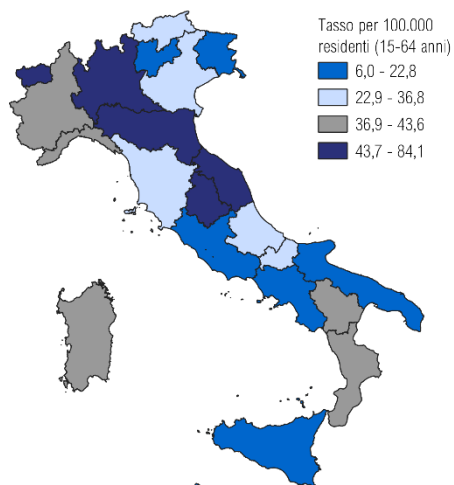 Tasso per 100.000
residenti (15-64 anni)
6,0 - 22,8
22,9 - 36,8
36,9 - 43,6
43,7 - 84,1